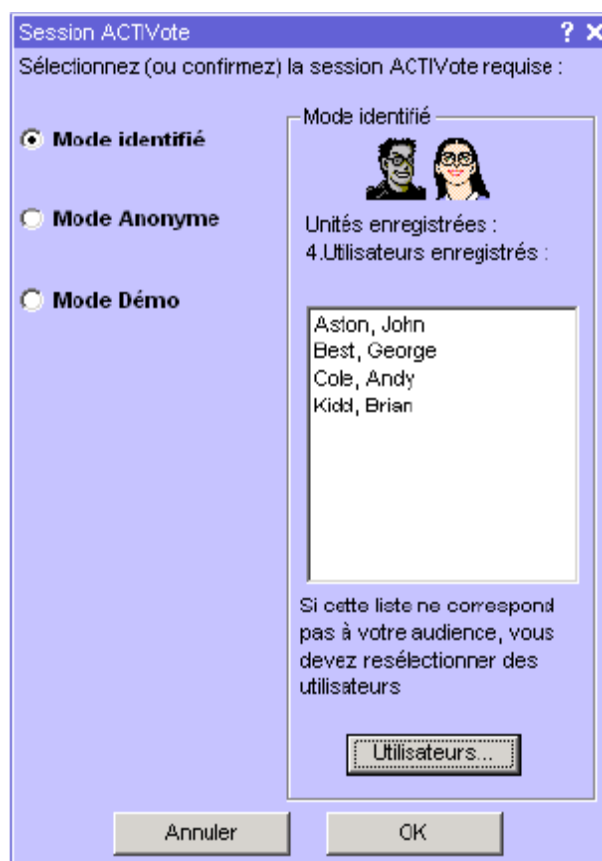 Session ACTIVote
Sélectionnez (ou confirmez) la session ACTIVote requise :
Mode identifié
Mode Anonyme
Mode Démo
Mode identifié
Unités enregistrées :
4.Utilisateurs enregistrés :
Aston, John
Best, George
Cole, Andy
Kidd, Brian
Si cette liste ne correspond
pas à votre audience, vous
devez resélectionner des
utilisateurs
Utilisateurs...
Annuler
OK